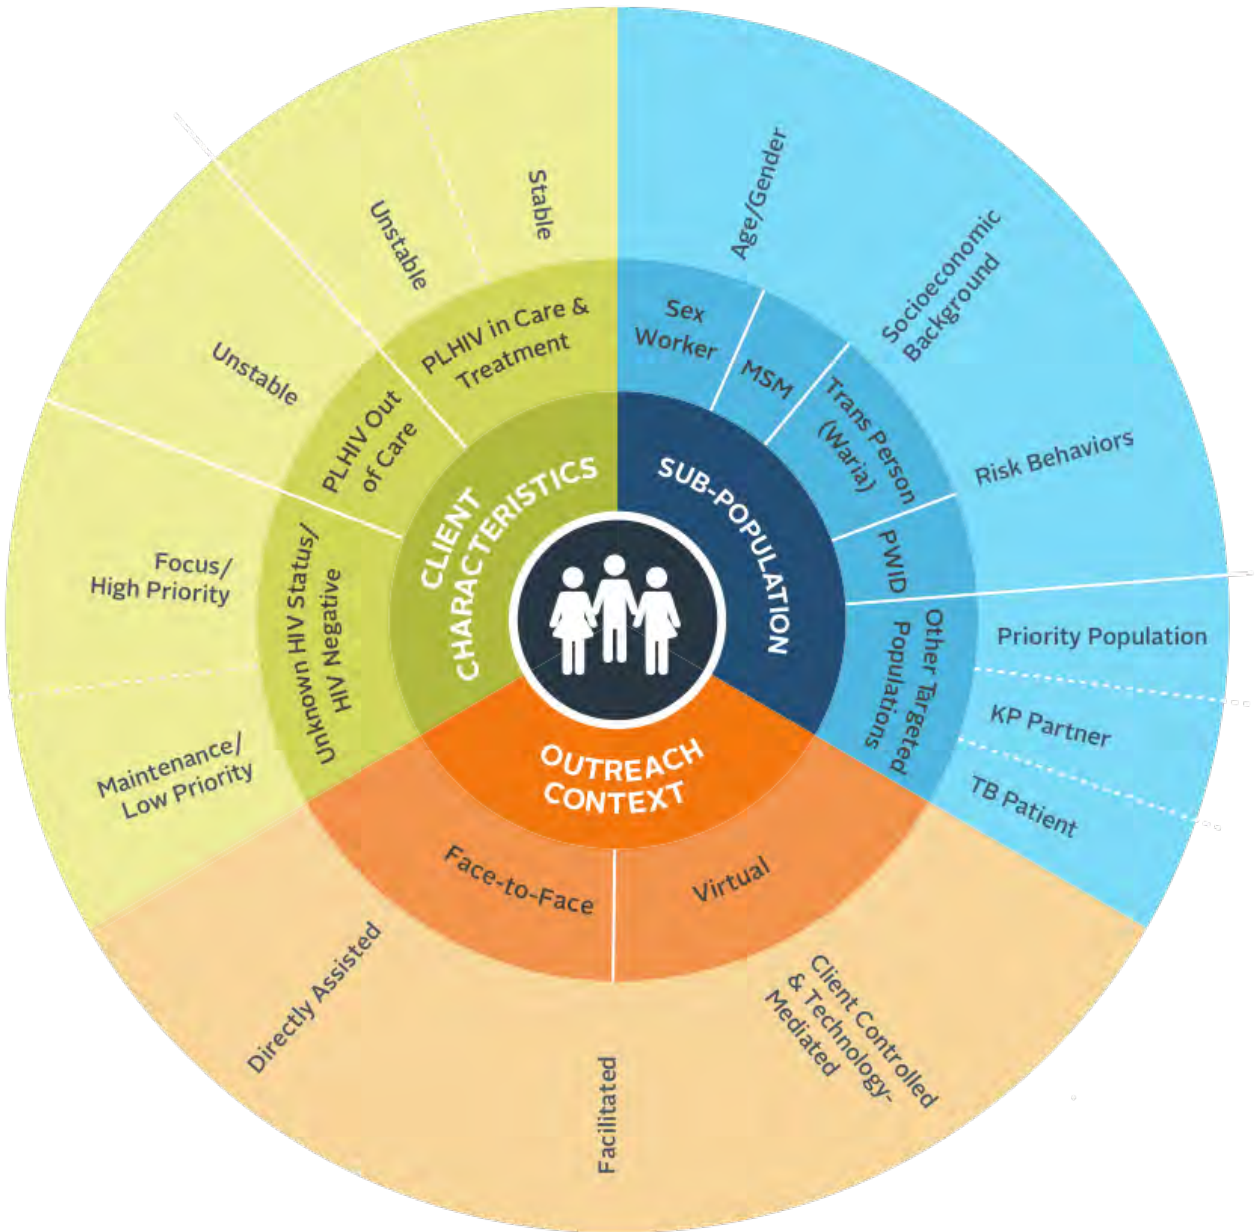 CLIENT
CHARACTERISTICS
PLHIV in Care &
Treatment
Stable
Unstable
PLHIV Out
of Care
Unstable
Unknown HIV Status/
HIV Negative
Focus/
High Priority
Maintenance/
Low Priority
SUB-POPULATION
Sex
Worker
MSM
Trans Person
(Waria)
PWID
Age/Gender
Socioeconomic
Background
Risk Behaviors
Other Targeted
Populations
Priority Population
KP Partner
TB Patient
OUTREACH
CONTEXT
Face-to-Face
Virtual
Directly Assisted
Facilitated
Client Controlled
& Technology-
Mediated